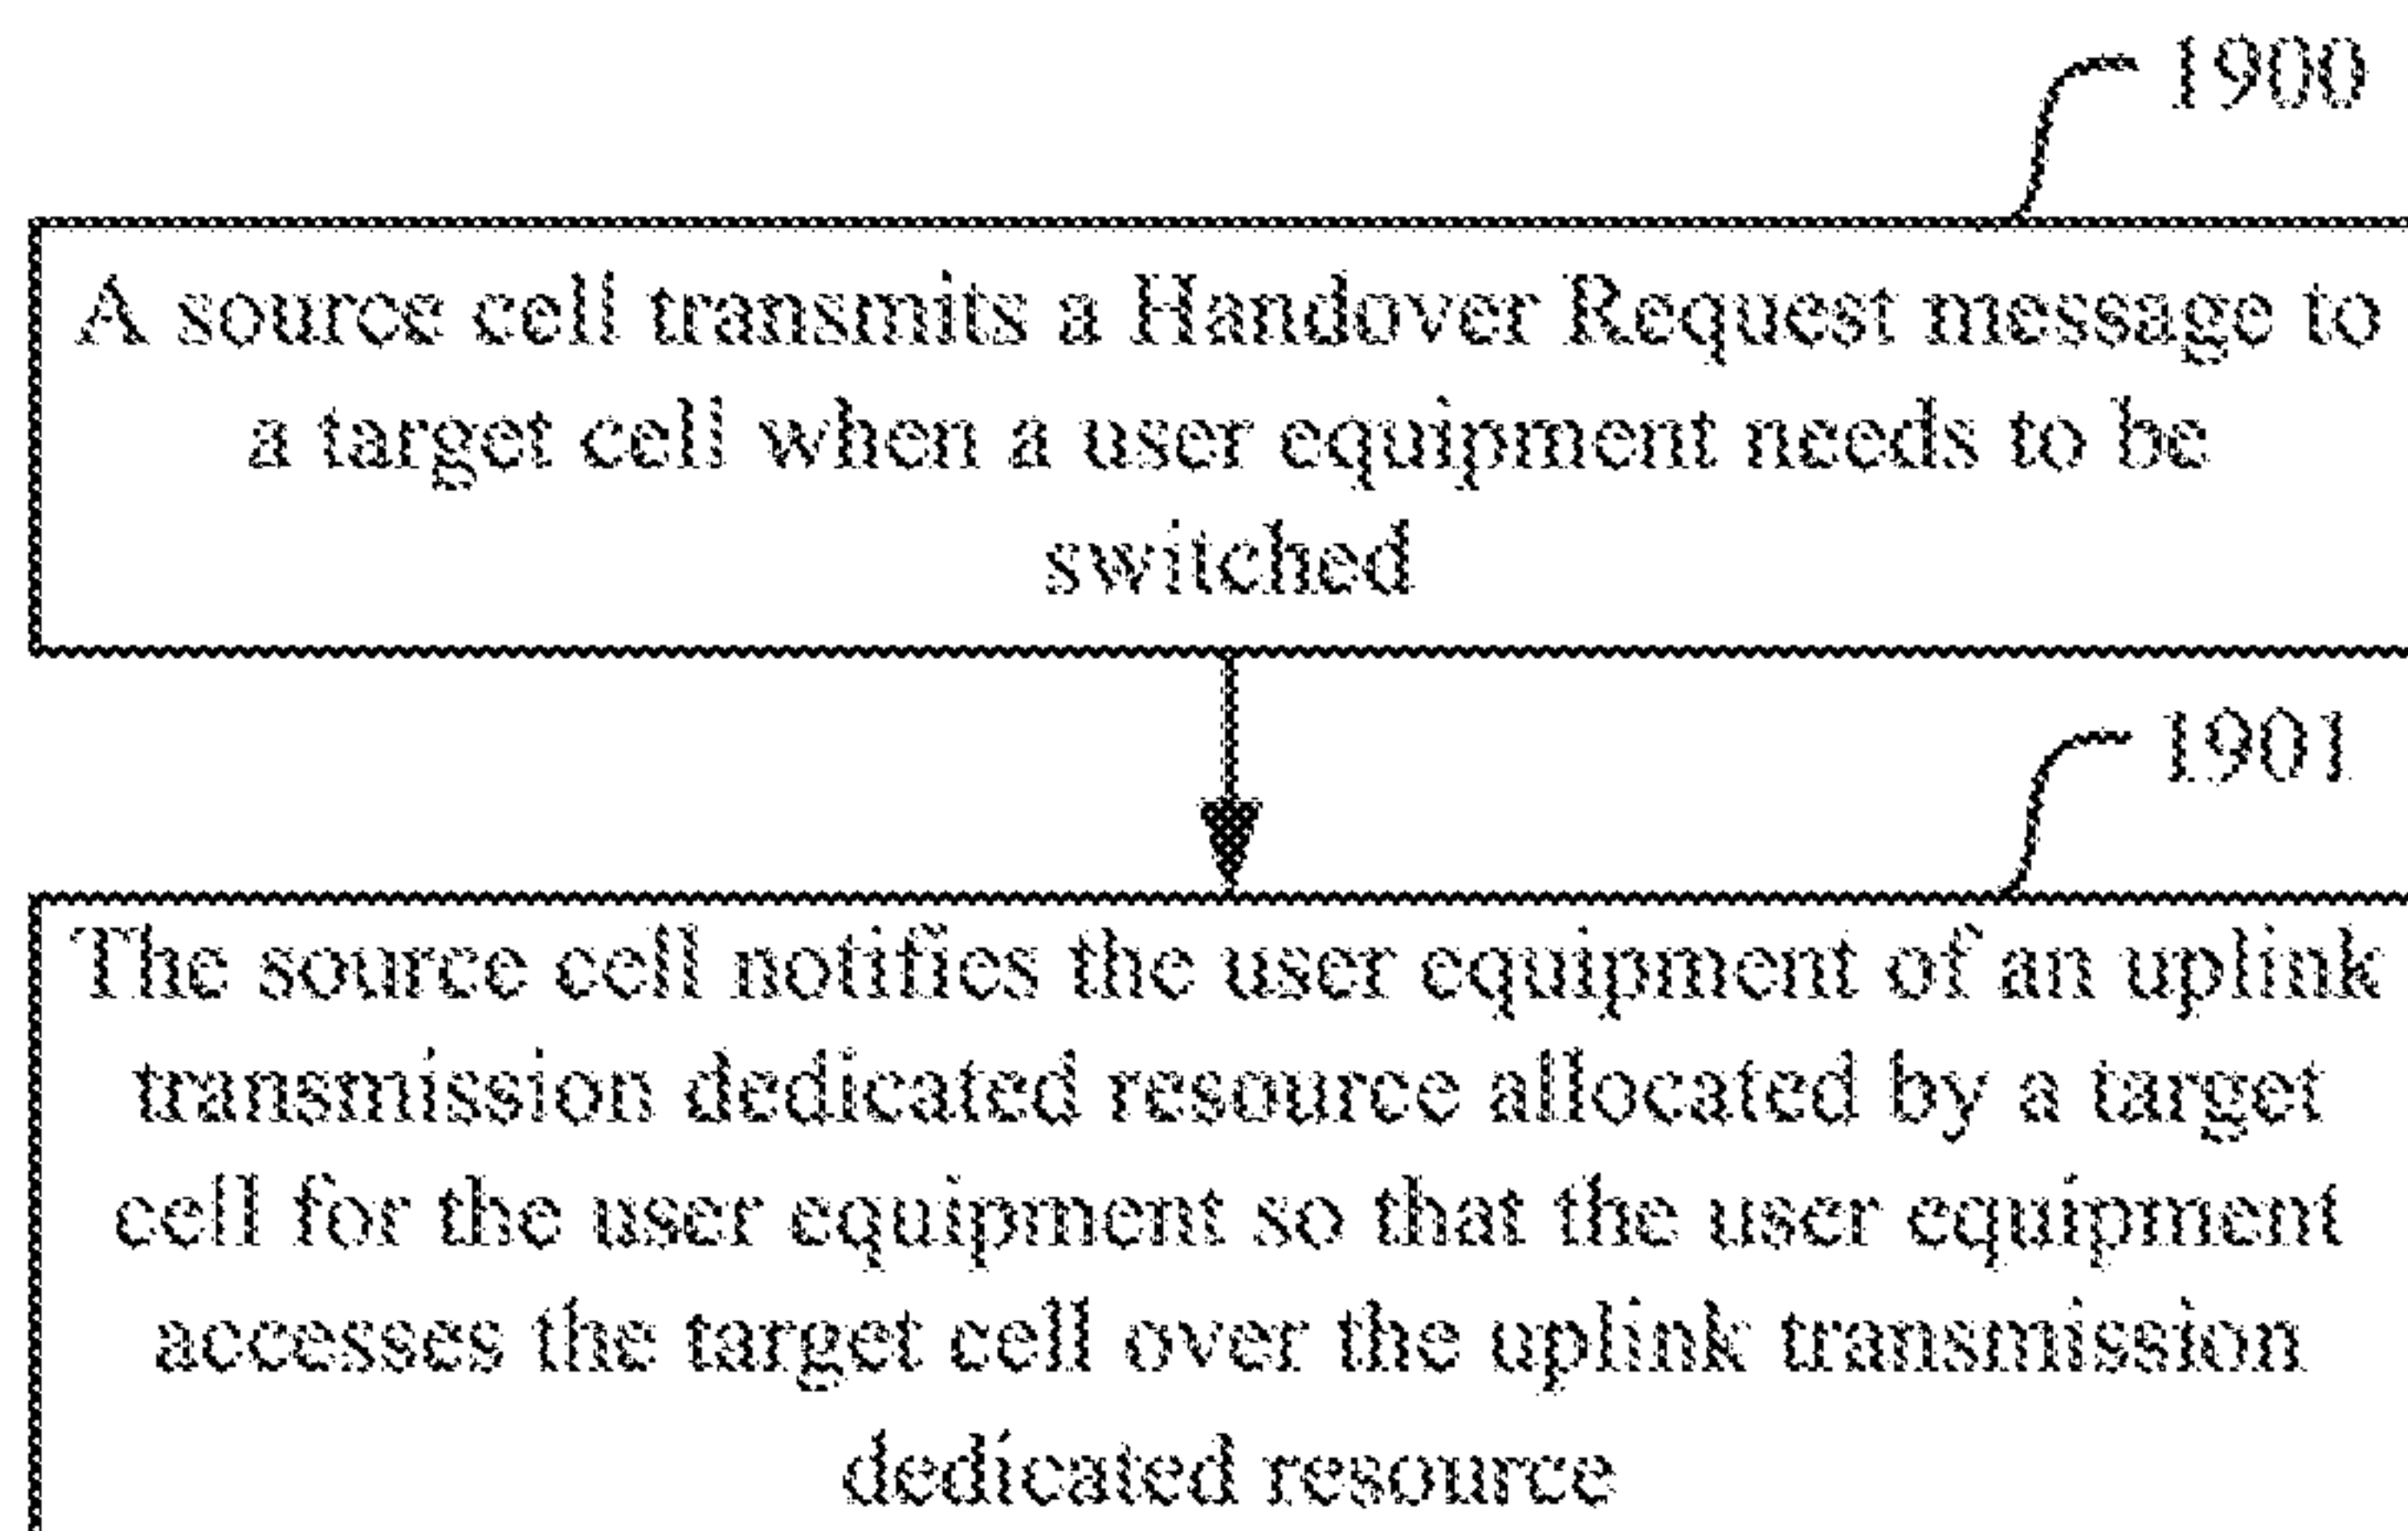 1900
A source cell transmits a Handover Request message to
a target cell when a user equipment needs to be
switched
1901
The source cell notifies the user equipment of an uplink
transmission dedicated resource allocated by a target
cell for the user equipment so that the user equipment
accesses the target cell over the uplink transmission
dedicated resource